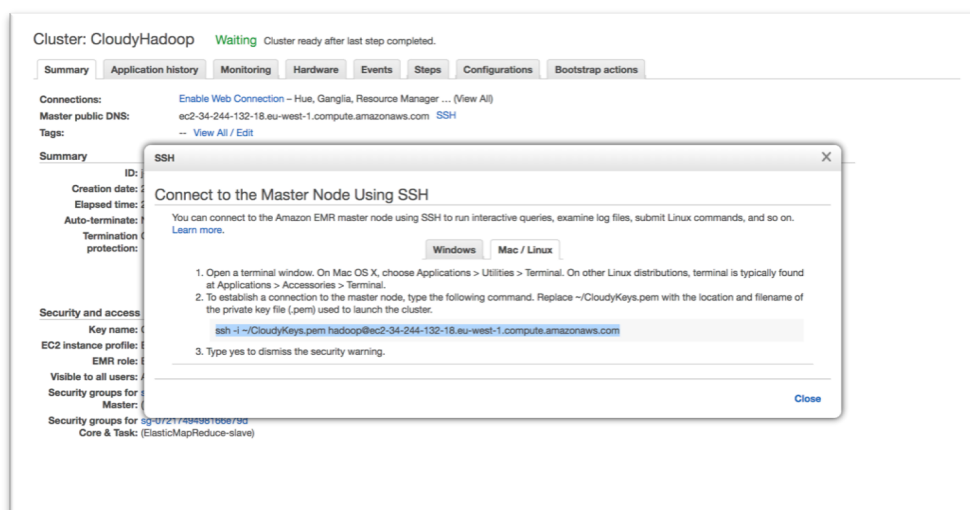 Cluster: CloudyHadoop Waiting Cluster ready after last step completed.
Summary Application history Monitoring Hardware Events Steps Configurations Bootstrap actions
Connections: Enable Web Connection – Hue, Ganglia, Resource Manager ... (View All)
Master public DNS: ec2-34-244-132-18.eu-west-1.compute.amazonaws.com SSH
Tags: -- View All / Edit
Summary
ID:
Creation date:
Elapsed time:
Auto-terminate:
Termination
protection:
Security and access
Key name:
EC2 instance profile:
EMR role:
Visible to all users:
Security groups for
Master:
Security groups for
Core & Task: (ElasticMapReduce-slave)
SSH
Connect to the Master Node Using SSH
You can connect to the Amazon EMR master node using SSH to run interactive queries, examine log files, submit Linux commands, and so on.
Learn more.
Windows Mac / Linux
1. Open a terminal window. On Mac OS X, choose Applications > Utilities > Terminal. On other Linux distributions, terminal is typically found
at Applications > Accessories > Terminal.
2. To establish a connection to the master node, type the following command. Replace ~/CloudyKeys.pem with the location and filename of
the private key file (.pem) used to launch the cluster.
ssh -i ~/CloudyKeys.pem hadoop@ec2-34-244-132-18.eu-west-1.compute.amazonaws.com
3. Type yes to dismiss the security warning.
Close